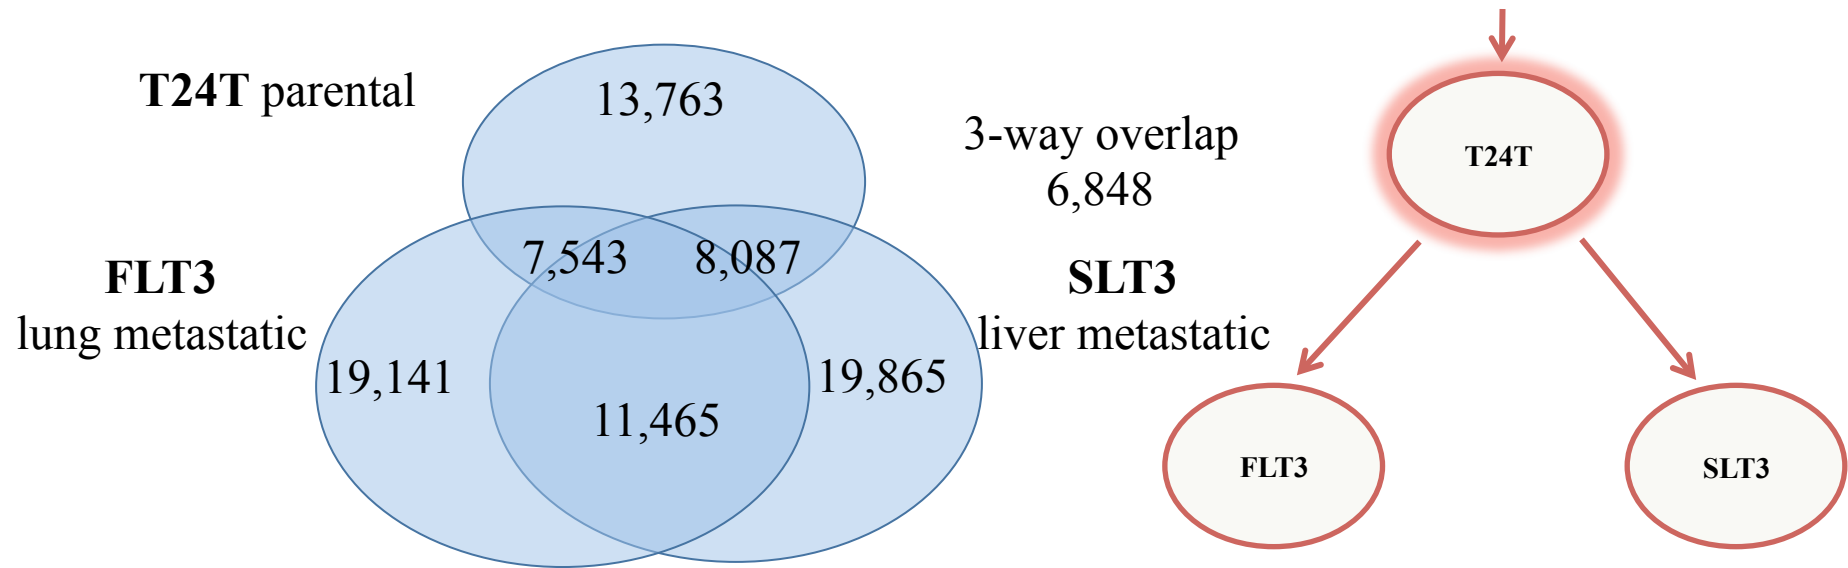 T24T parental
13,763
3-way overlap
6,848
T24T
7,543
8,087
FLT3
lung metastatic
SLT3
liver metastatic
19,141
19,865
11,465
FLT3
SLT3